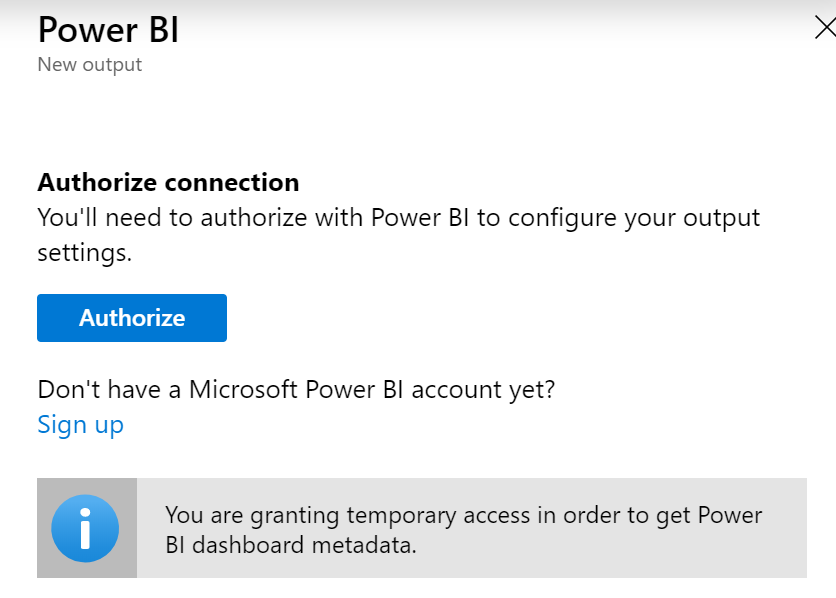 Power BI
New output
Authorize connection
You'll need to authorize with Power BI to configure your output
settings.
Authorize
Don't have a Microsoft Power BI account yet?
Sign up
You are granting temporary access in order to get Power
BI dashboard metadata.